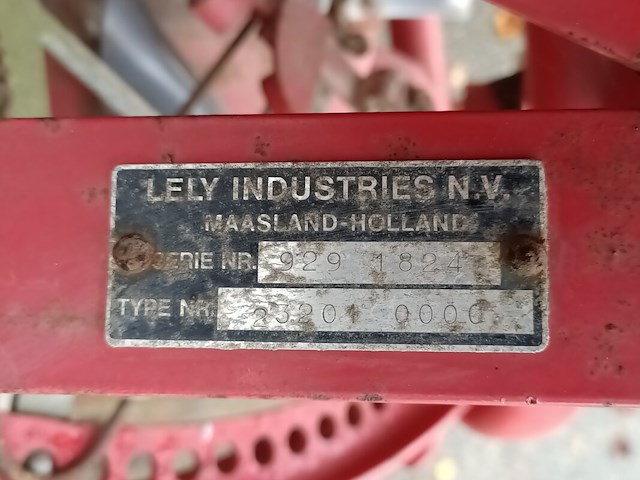 LELY INDUSTRIES N.V.
MAASLAND-HOLLAND
SERIE NR. 929 1824
TYPE NR. 23201 0000